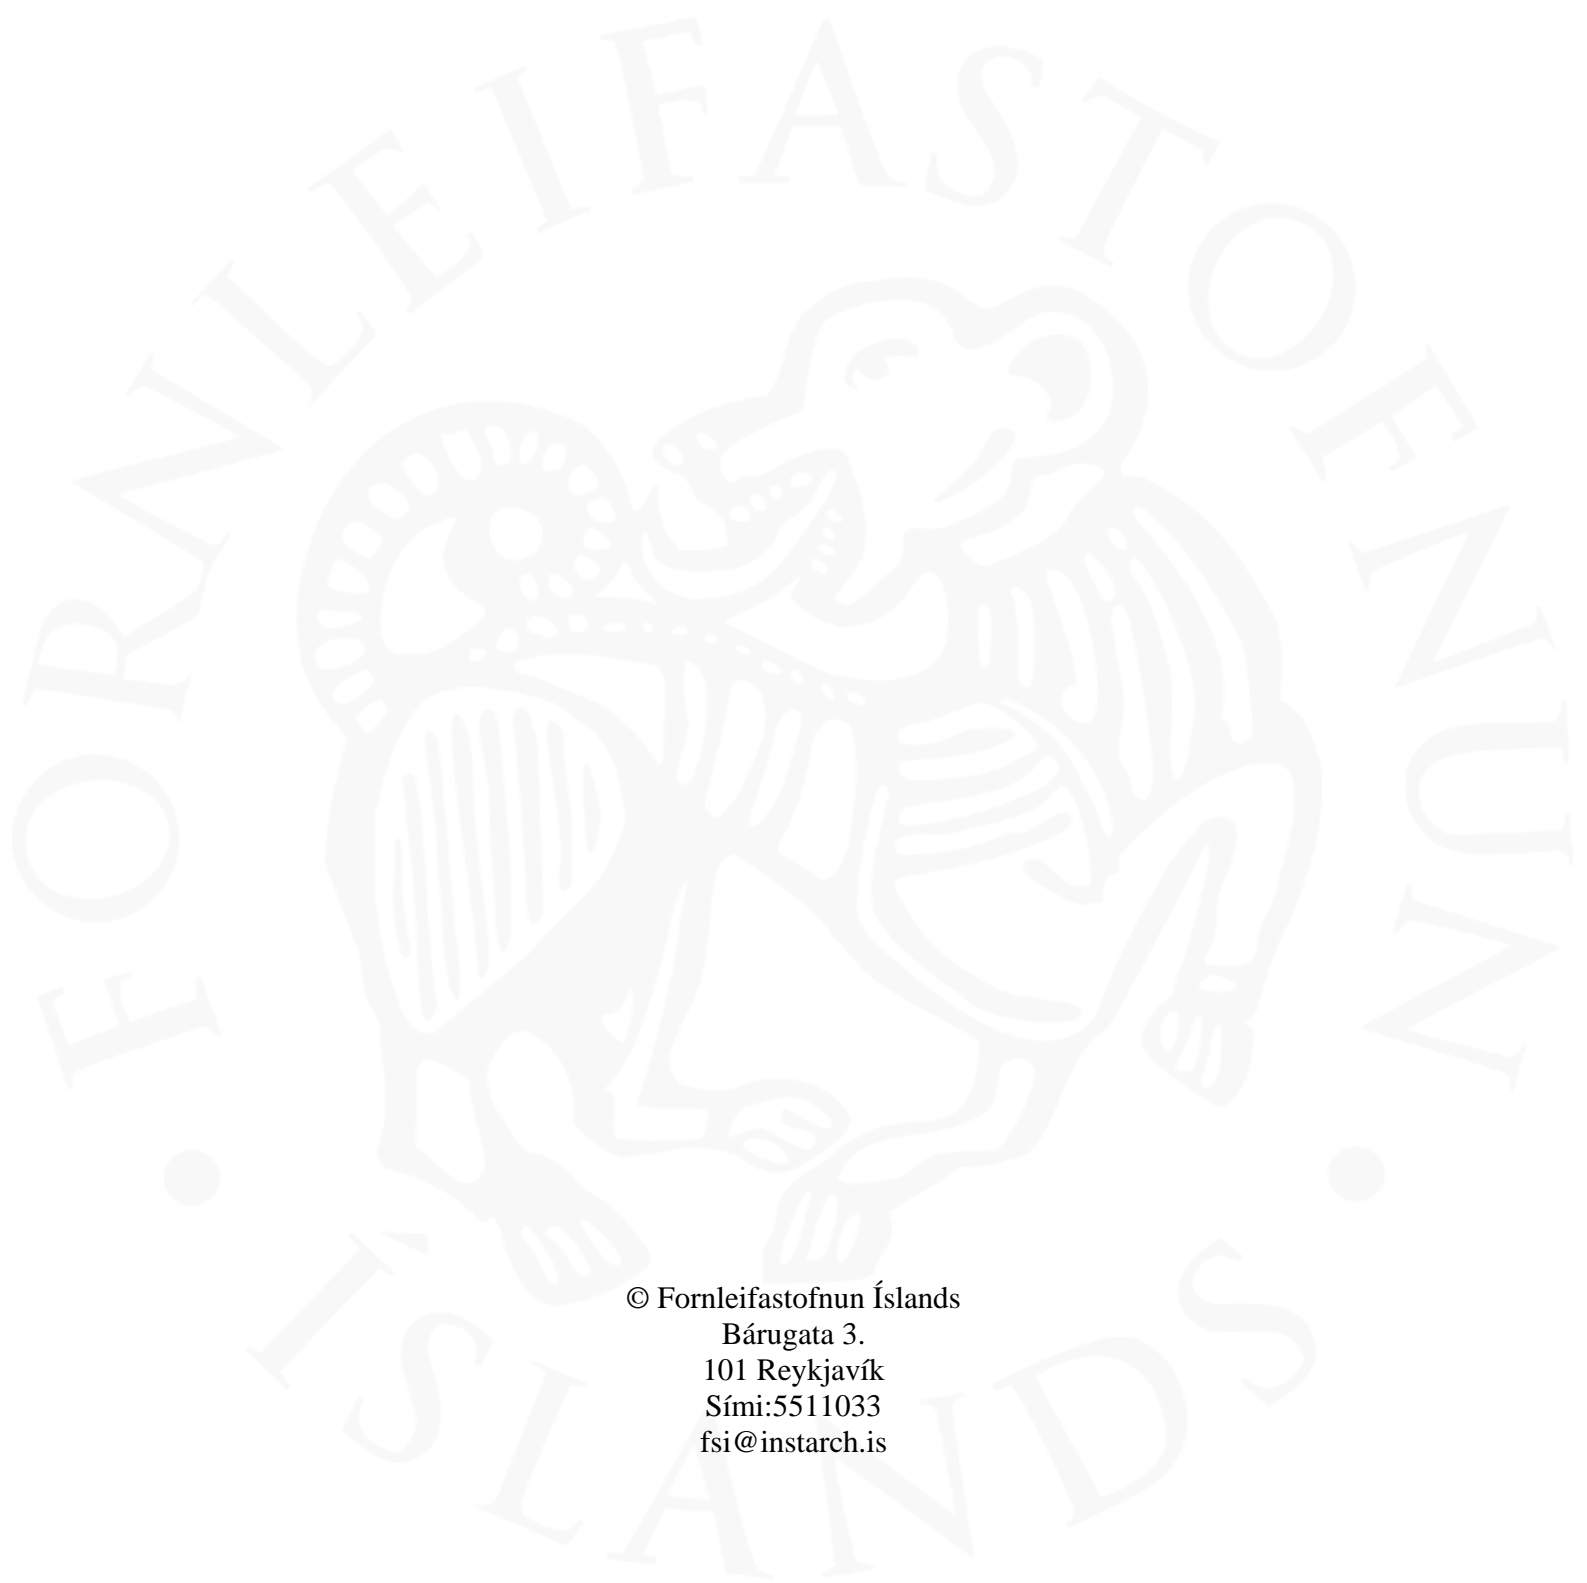 FORNLEIFASTOFNUN
ÍSLANDS
© Fornleifastofnun Íslands
Bárugata 3.
101 Reykjavík
Sími:5511033
fsi@instarch.is